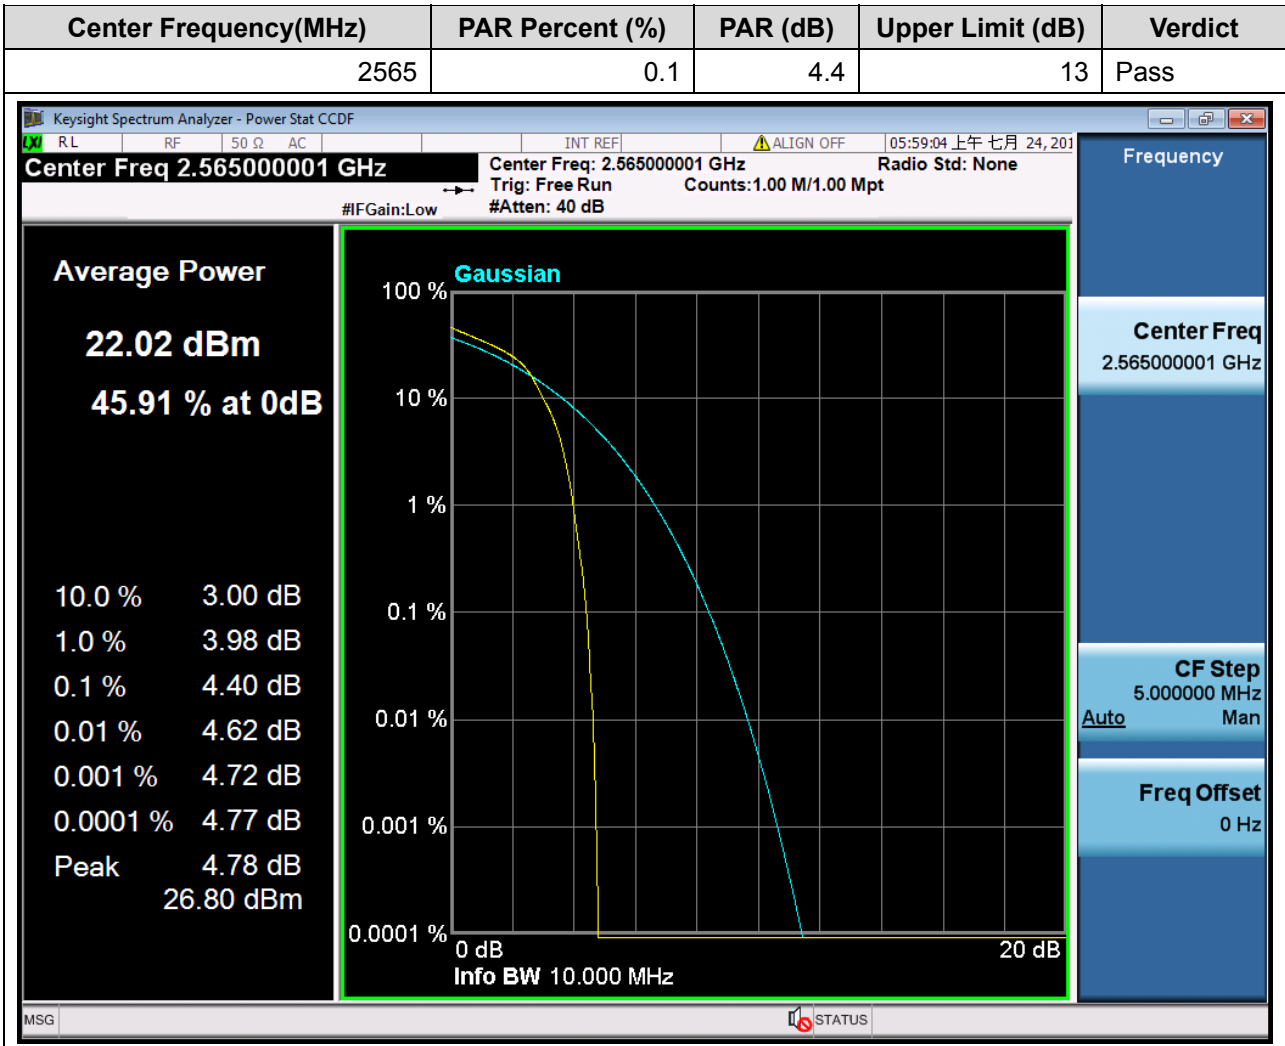 Center Frequency(MHz) PAR Percent (%) PAR (dB) Upper Limit (dB) Verdict
2565 0.1 4.4 13 Pass
Keysight Spectrum Analyzer - Power Stat CCDF
LXI RL RF 50 Ω AC INT REF ALIGN OFF 05:59:04 上午 七月 24, 201
Center Freq 2.565000001 GHz
Center Freq: 2.565000001 GHz Radio Std: None
Trig: Free Run Counts:1.00 M/1.00 Mpt
#IFGain:Low #Atten: 40 dB
Average Power
22.02 dBm
45.91 % at 0dB
10.0 % 3.00 dB
1.0 % 3.98 dB
0.1 % 4.40 dB
0.01 % 4.62 dB
0.001 % 4.72 dB
0.0001 % 4.77 dB
Peak 4.78 dB
26.80 dBm
Gaussian
100 %
10 %
1 %
0.1 %
0.01 %
0.001 %
0.0001 %
0 dB 20 dB
Info BW 10.000 MHz
Frequency
Center Freq
2.565000001 GHz
CF Step
5.000000 MHz
Auto Man
Freq Offset
0 Hz
MSG STATUS